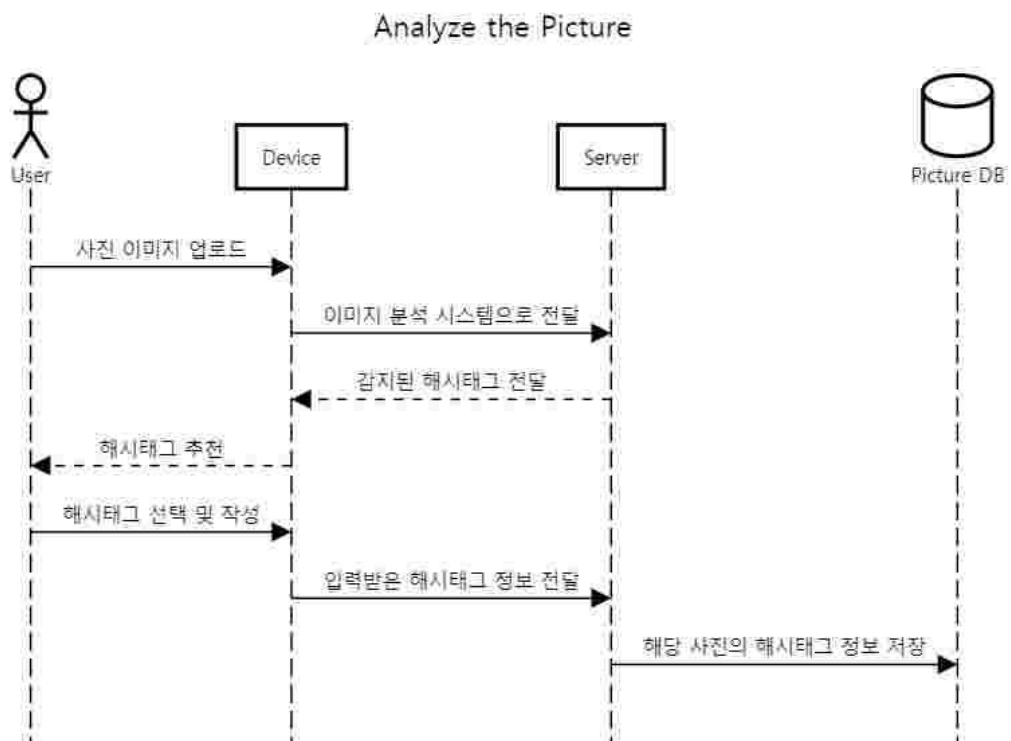 Analyze the Picture
User
Device
Server
Picture DB
사진 이미지 업로드
이미지 분석 시스템으로 전달
감지된 해시태그 전달
해시태그 추천
해시태그 선택 및 작성
입력받은 해시태그 정보 전달
해당 사진의 해시태그 정보 저장